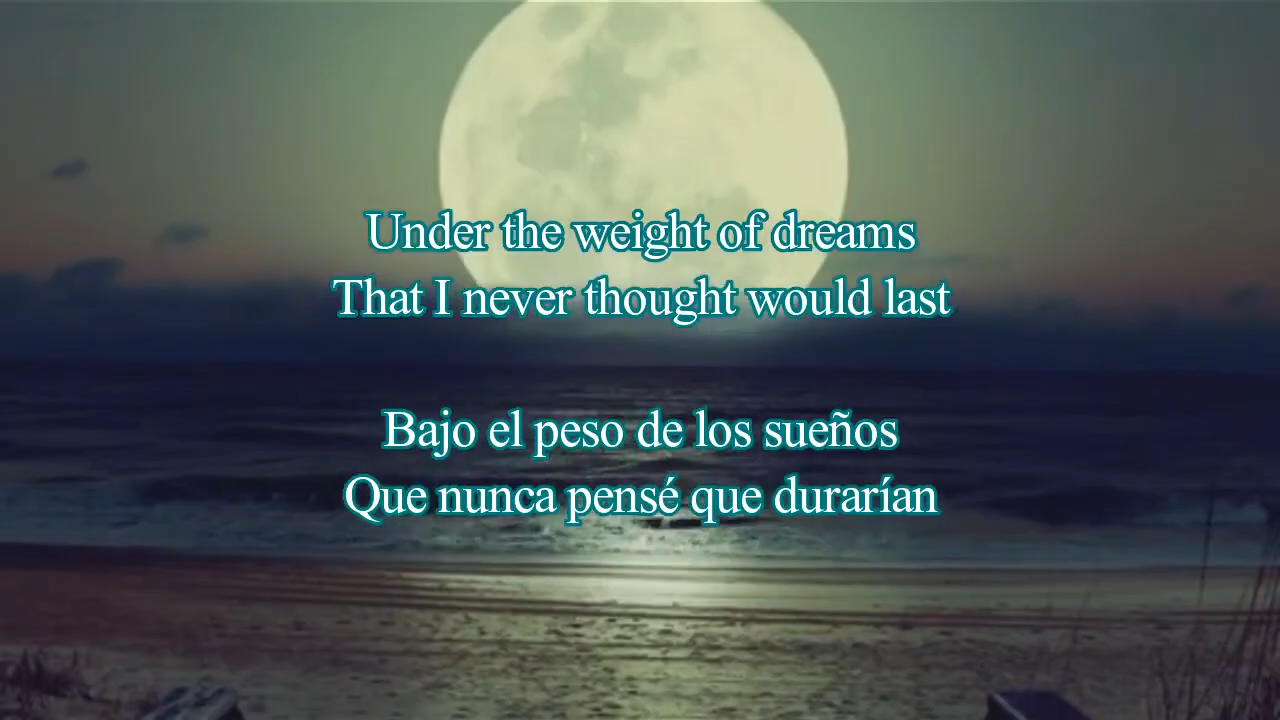 Under the weight of dreams
That I never thought would last
Bajo el peso de los sueños
Que nunca pensé que durarían